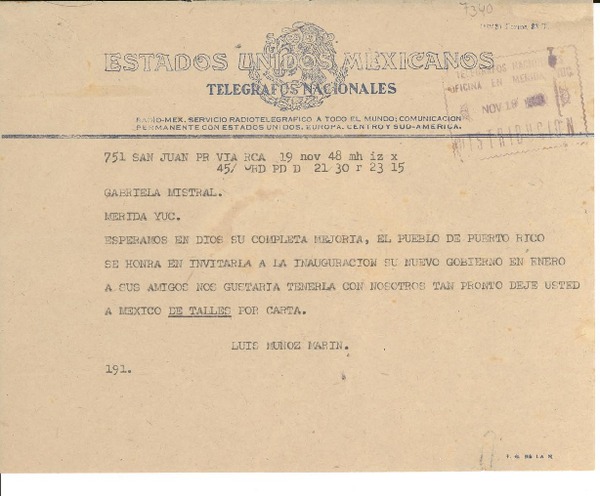 7340
ESTADOS UNIDOS MEXICANOS
TELEGRAFOS NACIONALES
RADIO-MEX. SERVICIO RADIOTELEGRAFICO A TODO EL MUNDO; COMUNICACION
PERMANENTE CON ESTADOS UNIDOS, EUROPA, CENTRO Y SUD-AMERICA.
OFICINA EN MERIDA, YUC.
NOV 19
DISTRIBUCION
751 SAN JUAN PR VIA RCA 19 nov 48 mh iz x
45/ ORD PD D 21 30 r 23 15
GABRIELA MISTRAL.
MERIDA YUC.
ESPERAMOS EN DIOS SU COMPLETA MEJORIA, EL PUEBLO DE PUERTO RICO
SE HONRA EN INVITARLA A LA INAUGURACION SU NUEVO GOBIERNO EN ENERO
A SUS AMIGOS NOS GUSTARIA TENERLA CON NOSOTROS TAN PRONTO DEJE USTED
A MEXICO DE TALLES POR CARTA.
LUIS MUÑOZ MARIN.
191.